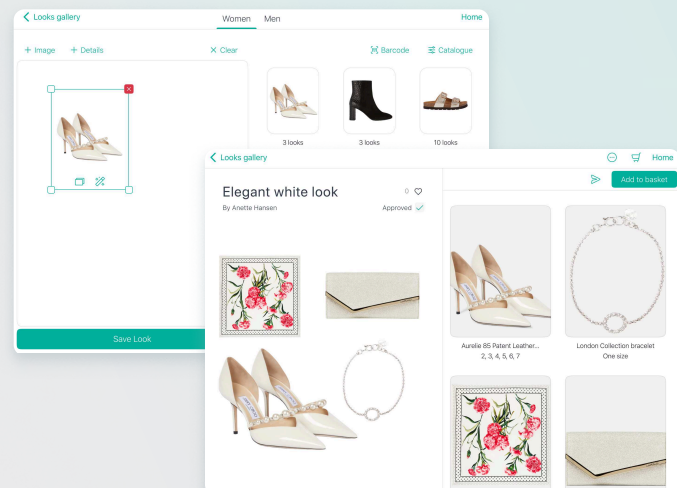 Looks gallery
Women Men
Home
+ Image + Details
Clear
Barcode
Catalogue
3 looks
3 looks
10 looks
Save Look
Looks gallery
Home
Add to basket
Elegant white look
0
By Anette Hansen
Approved
Aurelie 85 Patent Leather...
2, 3, 4, 5, 6, 7
London Collection bracelet
One size